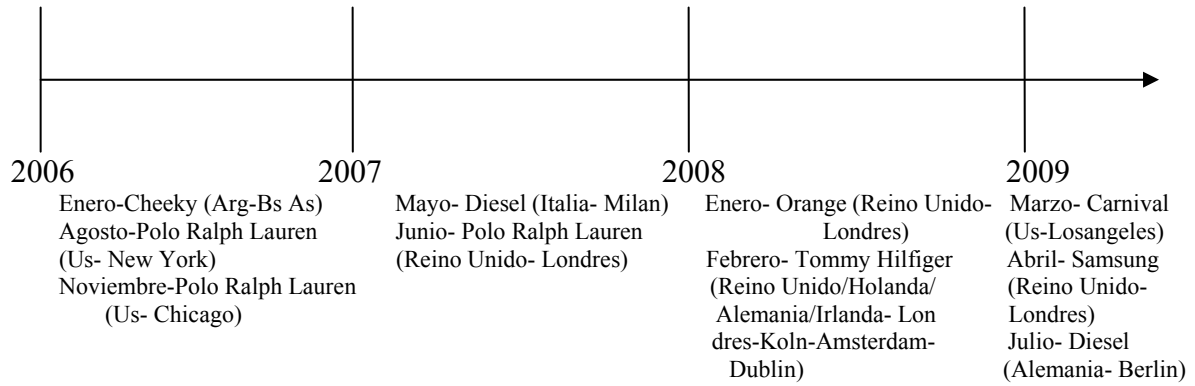 2006
2007
2008
2009
Enero-Cheeky (Arg-Bs As)
Agosto-Polo Ralph Lauren
(Us- New York)
Noviembre-Polo Ralph Lauren
(Us- Chicago)
Mayo- Diesel (Italia- Milan)
Junio- Polo Ralph Lauren
(Reino Unido- Londres)
Enero- Orange (Reino Unido-
Londres)
Febrero- Tommy Hilfiger
(Reino Unido/Holanda/
Alemania/Irlanda- Lon
dres-Koln-Amsterdam-
Dublin)
Marzo- Carnival
(Us-Losangeles)
Abril- Samsung
(Reino Unido-
Londres)
Julio- Diesel
(Alemania- Berlin)